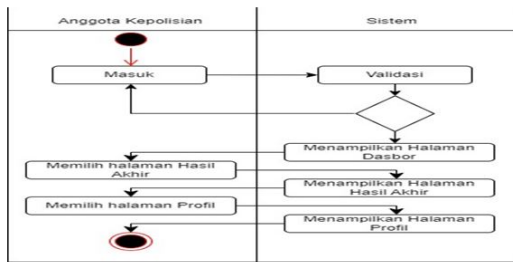 Anggota Kepolisian
Sistem
Masuk
Validasi
Menampilkan Halaman
Dasbor
Memilih halaman Hasil
Akhir
Menampilkan Halaman
Hasil Akhir
Memilih halaman Profil
Menampilkan Halaman
Profil